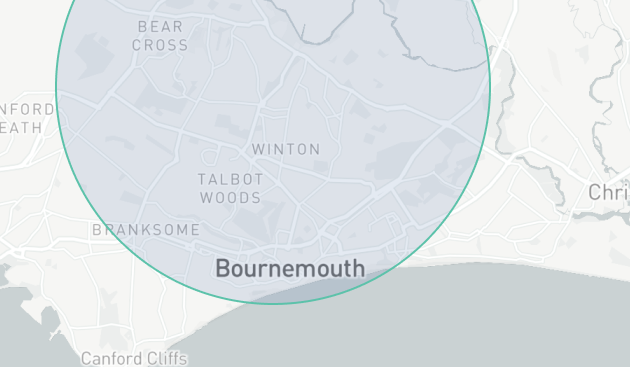 BEAR
CROSS
NFORD
EATH
WINTON
TALBOT
WOODS
Chri
BRANKSOME
Bournemouth
Canford Cliffs